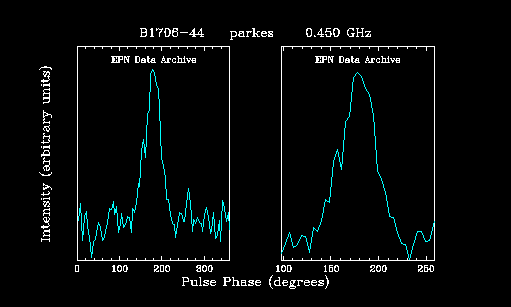 B1706-44 parkes 0.450 GHz
EPN Data Archive EPN Data Archive
Intensity (arbitrary units)
0 100 200 300 100 150 200 250
Pulse Phase (degrees)